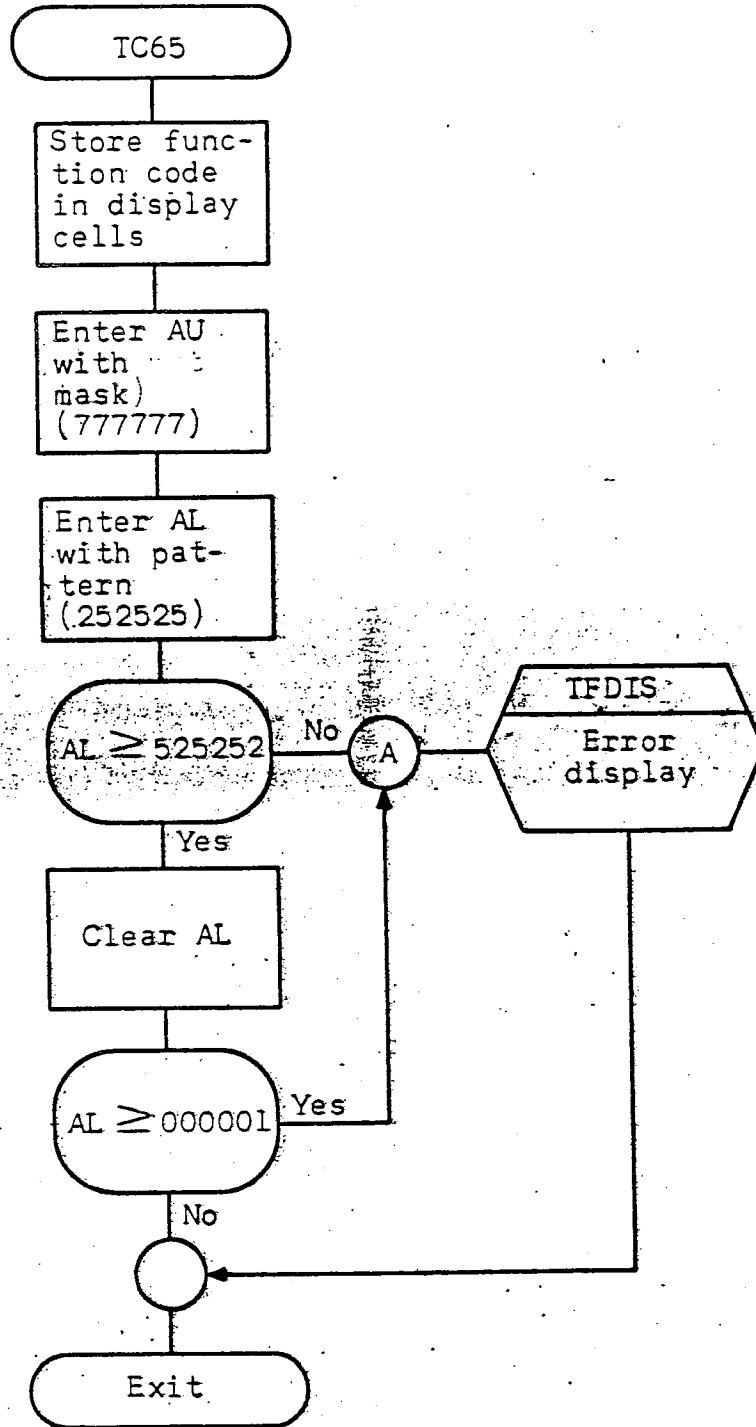 TC65
Store func-
tion code
in display
cells
Enter AU
with
mask)
(777777)
Enter AL
with pat-
tern
(252525)
AL ≥ 525252
No
A
TFDIS
Error
display
Yes
Clear AL
AL ≥ 000001
Yes
No
Exit